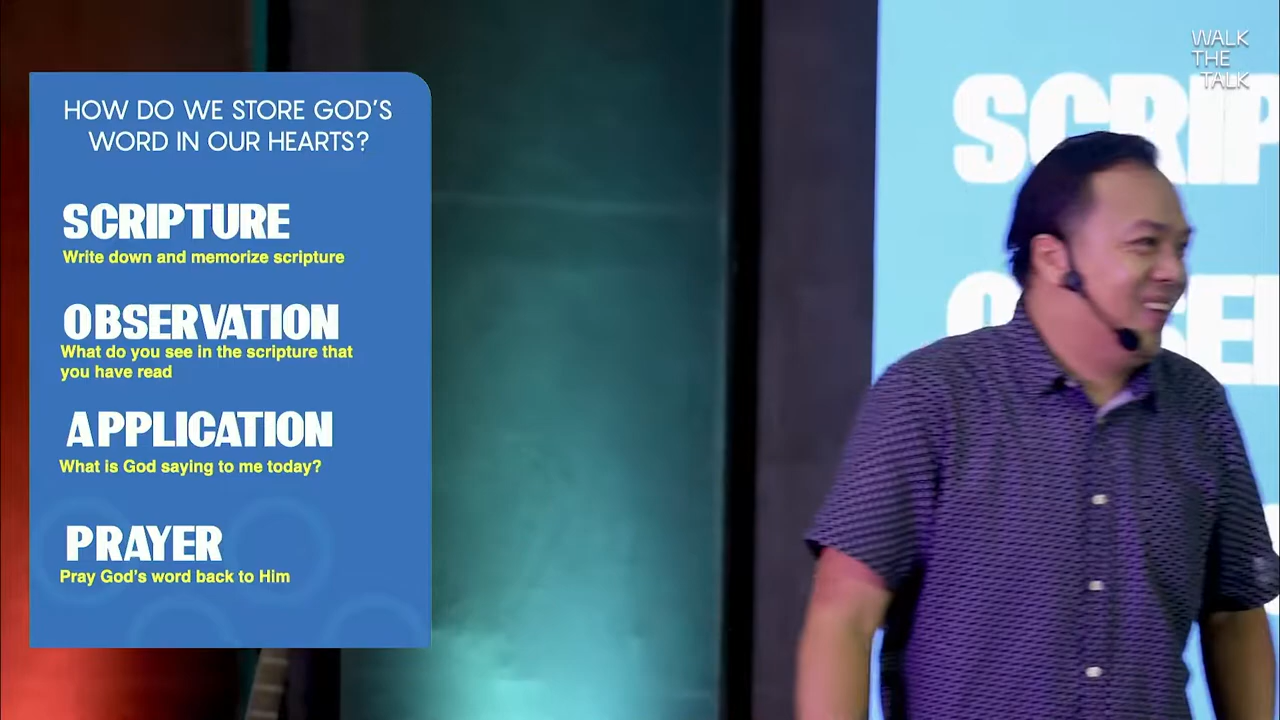 HOW DO WE STORE GOD'S
WORD IN OUR HEARTS?
SCRIPTURE
Write down and memorize scripture
OBSERVATION
What do you see in the scripture that
you have read
APPLICATION
What is God saying to me today?
PRAYER
Pray God's word back to Him
WALK
THE
TALK